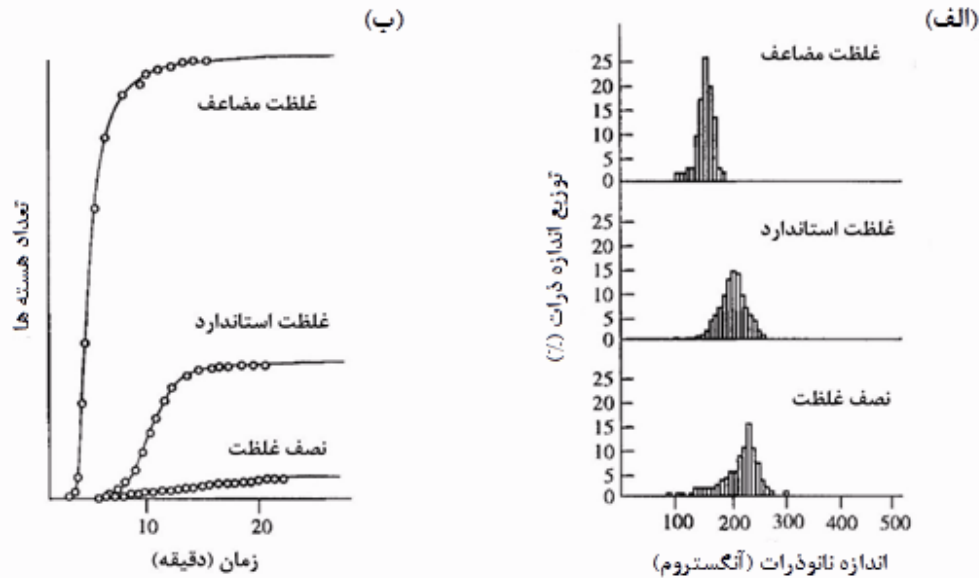 (الف)
غلظت مضاعف
25
20
15
10
5
0
غلظت استاندارد
25
20
15
10
5
0
نصف غلظت
25
20
15
10
5
0
100 200 300 400 500
اندازه نانوذرات (آنگستروم)
توزیع اندازه ذرات (٪)
(ب)
غلظت مضاعف
غلظت استاندارد
نصف غلظت
تعداد هسته ها
10 20
زمان (دقیقه)